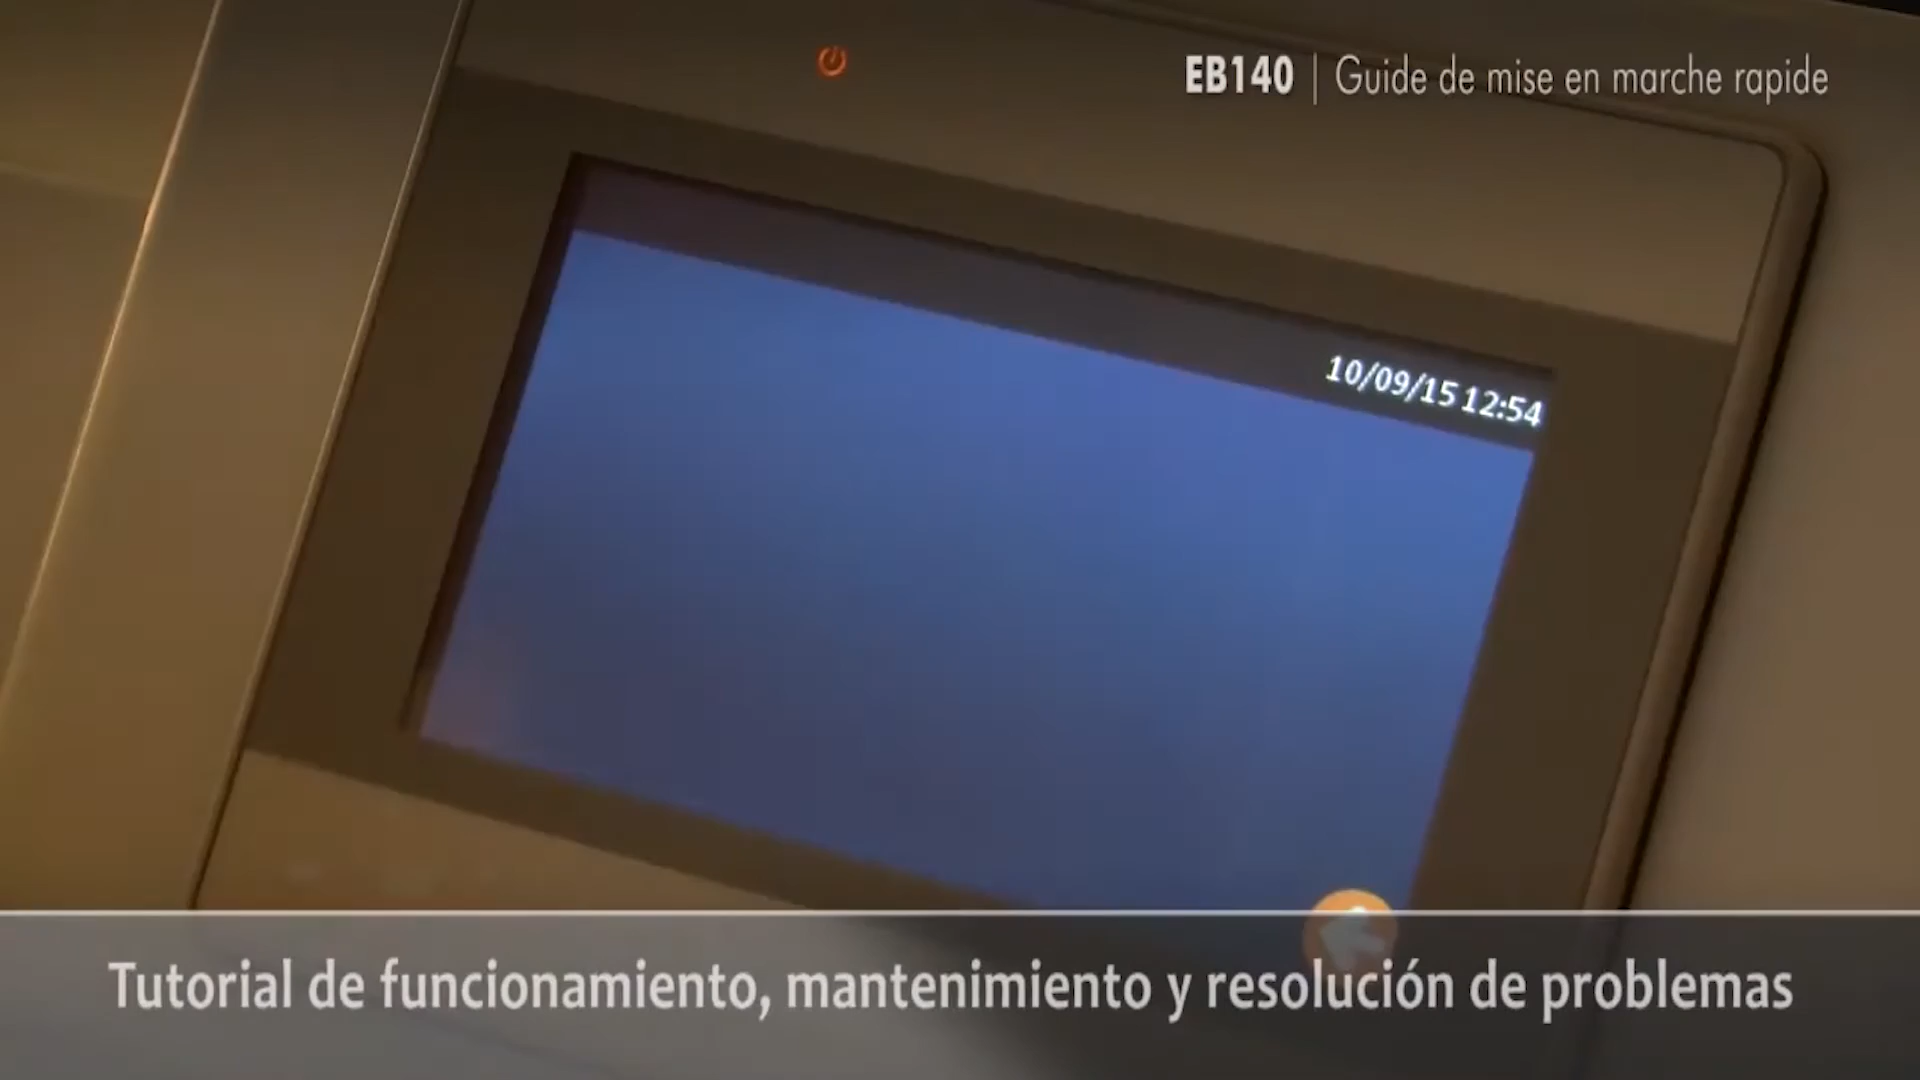 EB140 | Guide de mise en marche rapide
10/09/15 12:54
Tutorial de funcionamiento, mantenimiento y resolución de problemas